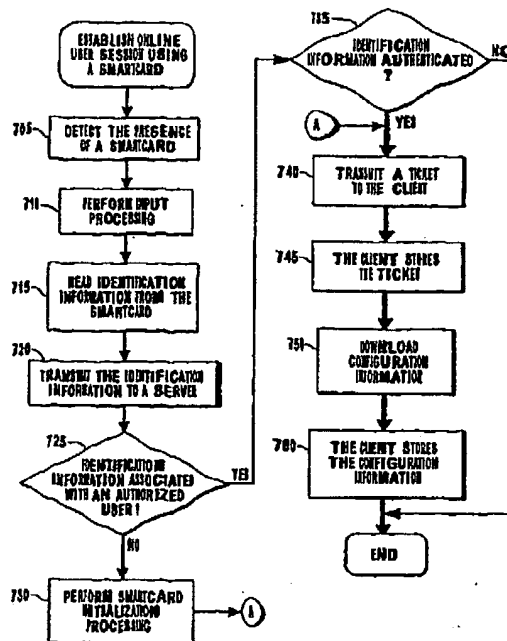 ESTABLISH ONLINE
USER SESSION USING
A SMARTCARD
705
DETECT THE PRESENCE
OF A SMARTCARD
710
PERFORM INPUT
PROCESSING
715
READ IDENTIFICATION
INFORMATION FROM THE
SMARTCARD
720
TRANSMIT THE IDENTIFICATION
INFORMATION TO A SERVER
725
IDENTIFICATION
INFORMATION ASSOCIATED
WITH AN AUTHORIZED
USER?
YES
NO
730
PERFORM SMARTCARD
INITIALIZATION
PROCESSING
A
735
IDENTIFICATION
INFORMATION AUTHENTICATED
?
NO
A
YES
740
TRANSMIT A TICKET
TO THE CLIENT
745
THE CLIENT STORES
THE TICKET
750
DOWNLOAD
CONFIGURATION
INFORMATION
760
THE CLIENT STORES
THE CONFIGURATION
INFORMATION
END